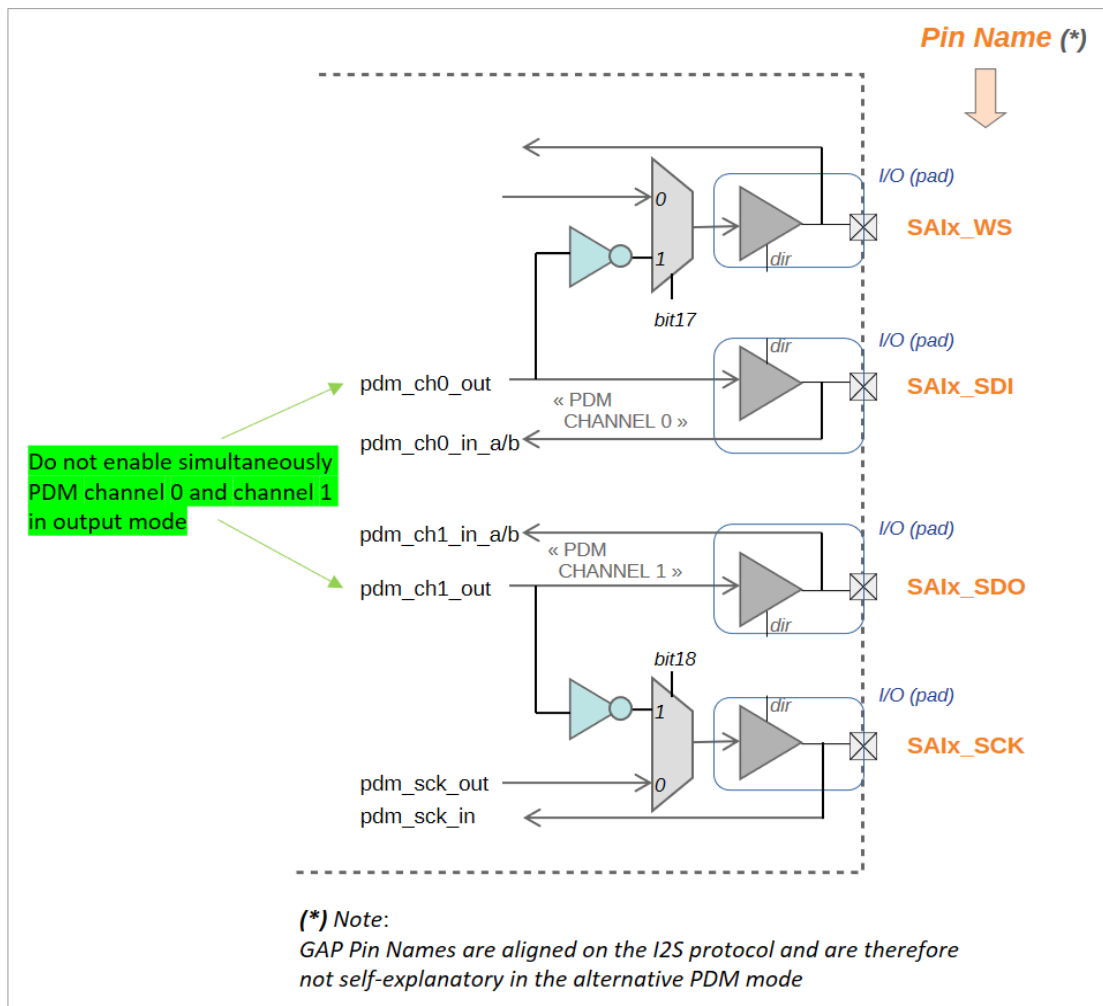 Pin Name (*)
I/O (pad)
0
SAIx_WS
1
dir
bit17
I/O (pad)
dir
pdm_ch0_out
SAIx_SDI
« PDM
CHANNEL 0 »
pdm_ch0_in_a/b
Do not enable simultaneously
PDM channel 0 and channel 1
in output mode
I/O (pad)
pdm_ch1_in_a/b
« PDM
CHANNEL 1 »
pdm_ch1_out
SAIx_SDO
dir
bit18
I/O (pad)
dir
1
SAIx_SCK
pdm_sck_out
0
pdm_sck_in
(*) Note:
GAP Pin Names are aligned on the I2S protocol and are therefore
not self-explanatory in the alternative PDM mode